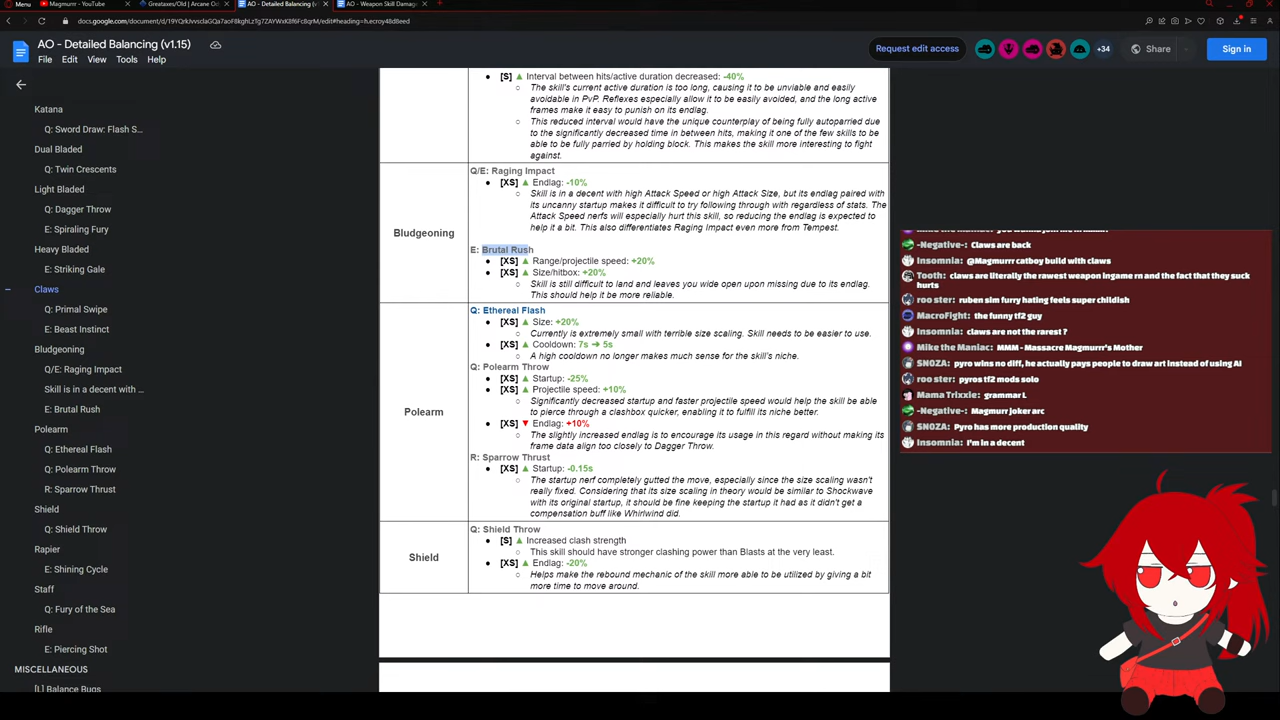 Menu
Magmurrr - YouTube
Greataxes/Old | Arcane Od
AO - Detailed Balancing (v1.15)
AO - Weapon Skill Damage
AO - Detailed Balancing (v1.15)
File Edit View Tools Help
Request edit access
+34
Share
Sign in
Katana
Q: Sword Draw: Flash S...
Dual Bladed
Q: Twin Crescents
Light Bladed
Q: Dagger Throw
E: Spiraling Fury
Heavy Bladed
E: Striking Gale
Claws
Q: Primal Swipe
E: Beast Instinct
Bludgeoning
Q/E: Raging Impact
Skill is in a decent with ...
E: Brutal Rush
Polearm
Q: Ethereal Flash
Q: Polearm Throw
R: Sparrow Thrust
Shield
Q: Shield Throw
Rapier
E: Shining Cycle
Staff
Q: Fury of the Sea
Rifle
E: Piercing Shot
MISCELLANEOUS
[L] Balance Bugs
[S] ▲ Interval between hits/active duration decreased: -40%
The skill's current active duration is too long, causing it to be unviable and easily
avoidable in PvP. Reflexes especially allow it to be easily avoided, and the long active
frames make it easy to punish on its endlag.
This reduced interval would have the unique counterplay of being fully autoparried due
to the significantly decreased time in between hits, making it one of the few skills to be
able to be fully parried by holding block. This makes the skill more interesting to fight
against.
Bludgeoning
Q/E: Raging Impact
[XS] ▲ Endlag: -10%
Skill is in a decent with high Attack Speed or high Attack Size, but its endlag paired with
its uncanny startup makes it difficult to try following through with regardless of stats. The
Attack Speed nerfs will especially hurt this skill, so reducing the endlag is expected to
help it a bit. This also differentiates Raging Impact even more from Tempest.
E: Brutal Rush
[XS] ▲ Range/projectile speed: +20%
[XS] ▲ Size/hitbox: +20%
Skill is still difficult to land and leaves you wide open upon missing due to its endlag.
This should help it be more reliable.
Polearm
Q: Ethereal Flash
[XS] ▲ Size: +20%
Currently is extremely small with terrible size scaling. Skill needs to be easier to use.
[XS] ▲ Cooldown: 7s ➔ 5s
A high cooldown no longer makes much sense for the skill's niche.
Q: Polearm Throw
[XS] ▲ Startup: -25%
[XS] ▲ Projectile speed: +10%
Significantly decreased startup and faster projectile speed would help the skill be able
to pierce through a clashbox quicker, enabling it to fulfill its niche better.
[XS] ▼ Endlag: +10%
The slightly increased endlag is to encourage its usage in this regard without making its
frame data align too closely to Dagger Throw.
R: Sparrow Thrust
[XS] ▲ Startup: -0.15s
The startup nerf completely gutted the move, especially since the size scaling wasn't
really fixed. Considering that its size scaling in theory would be similar to Shockwave
with its original startup, it should be fine keeping the startup it had as it didn't get a
compensation buff like Whirlwind did.
Shield
Q: Shield Throw
[S] ▲ Increased clash strength
This skill should have stronger clashing power than Blasts at the very least.
[XS] ▲ Endlag: -20%
Helps make the rebound mechanic of the skill more able to be utilized by giving a bit
more time to move around.
-Negative-: Claws are back
Insomnia: @Magmurrr catboy build with claws
Tooth: claws are literally the rawest weapon ingame rn and the fact that they suck
hurts
roo ster: ruben sim furry hating feels super childish
MacroFight: the funny tf2 guy
Insomnia: claws are not the rarest ?
Mike the Maniac: MMM - Massacre Magmurrr's Mother
SN0ZA: pyro wins no diff, he actually pays people to draw art instead of using AI
roo ster: pyros tf2 mods solo
Mama Trixxie: grammar L
-Negative-: Magmurr joker arc
SN0ZA: Pyro has more production quality
Insomnia: I'm in a decent